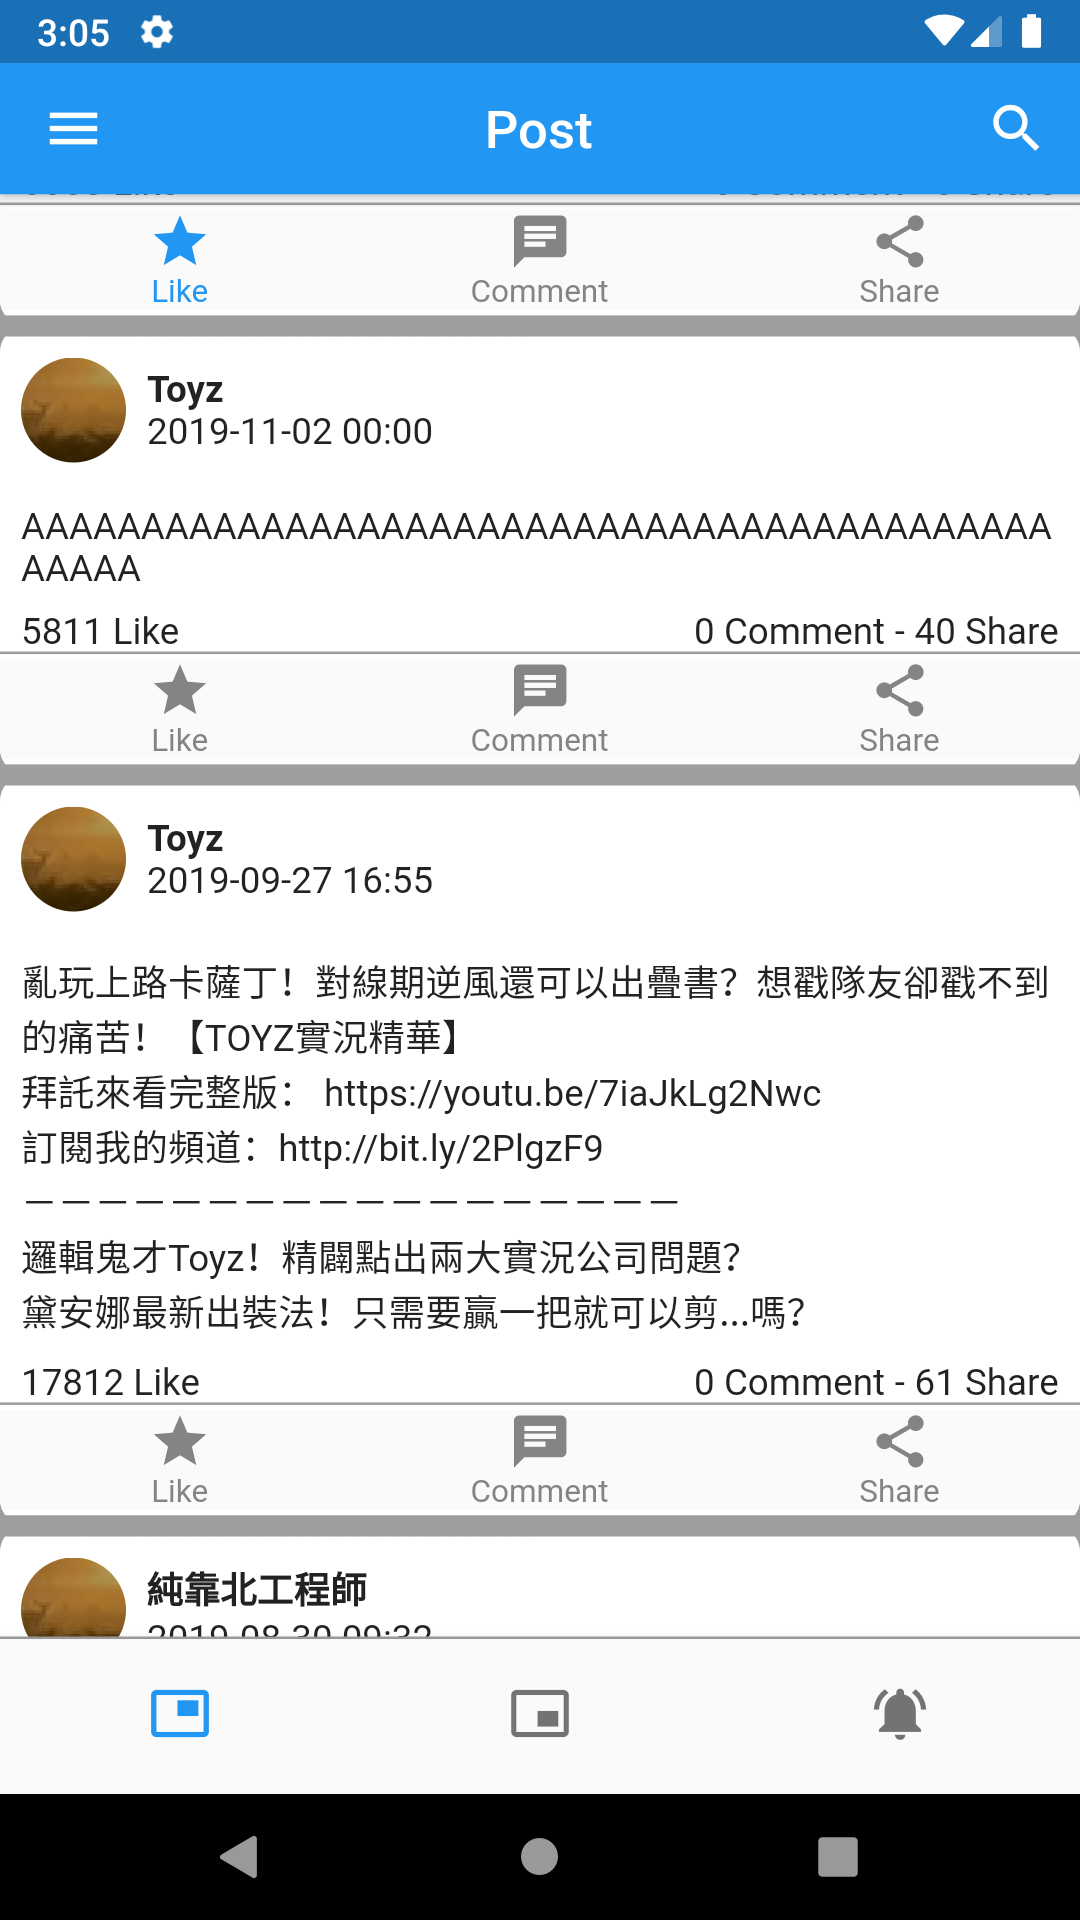 3:05
Post
Like
Comment
Share
Toyz
2019-11-02 00:00
AAAAAAAAAAAAAAAAAAAAAAAAAAAAAAAAAAAAAAAAAAA
AAAAA
5811 Like
0 Comment - 40 Share
Like
Comment
Share
Toyz
2019-09-27 16:55
亂玩上路卡薩丁！對線期逆風還可以出疊書？想戳隊友卻戳不到
的痛苦！【TOYZ實況精華】
拜託來看完整版： https://youtu.be/7iaJkLg2Nwc
訂閱我的頻道：http://bit.ly/2PlgzF9
－－－－－－－－－－－－－－－－－－
邏輯鬼才Toyz！精闢點出兩大實況公司問題？
黛安娜最新出裝法！只需要贏一把就可以剪...嗎？
17812 Like
0 Comment - 61 Share
Like
Comment
Share
純靠北工程師
2019-08-30 09:32